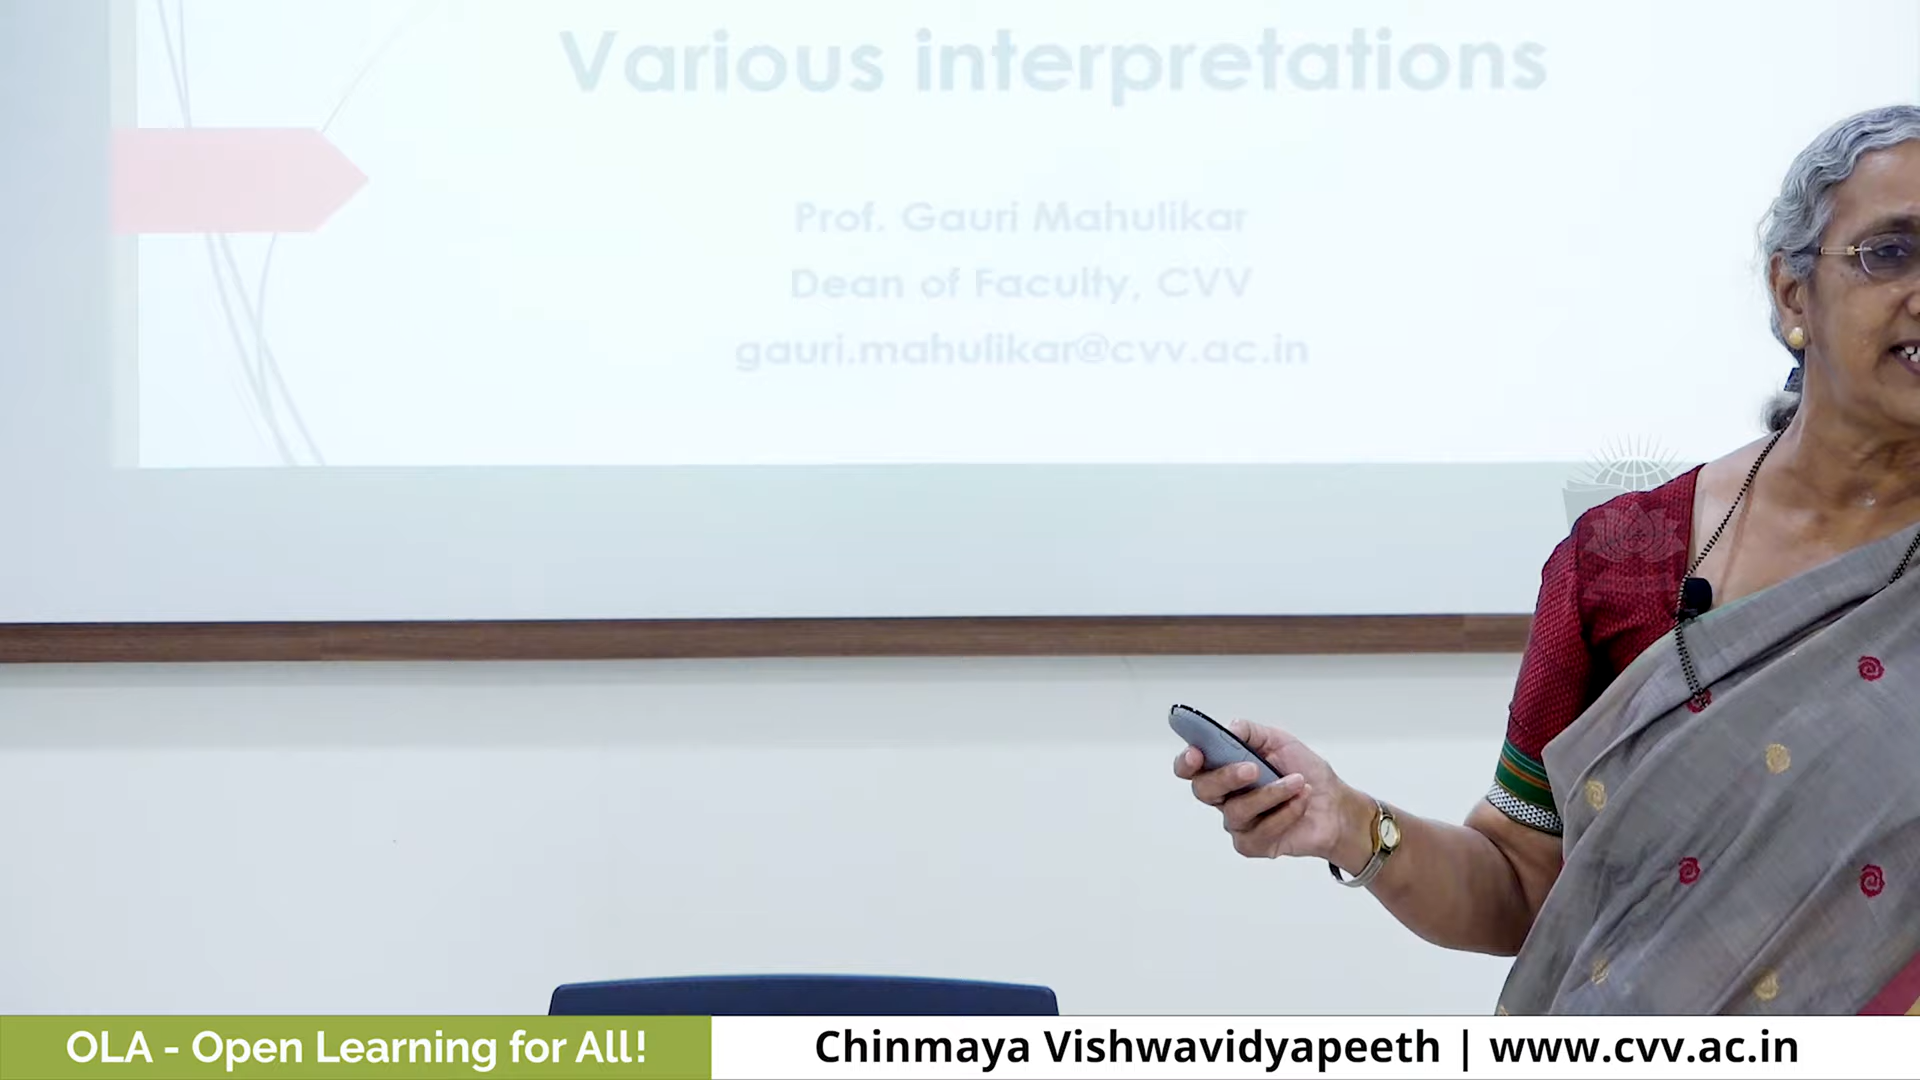 Various interpretations
Prof. Gauri Mahulikar
Dean of Faculty, CVV
gauri.mahulikar@cvv.ac.in
OLA - Open Learning for All!
Chinmaya Vishwavidyapeeth | www.cvv.ac.in